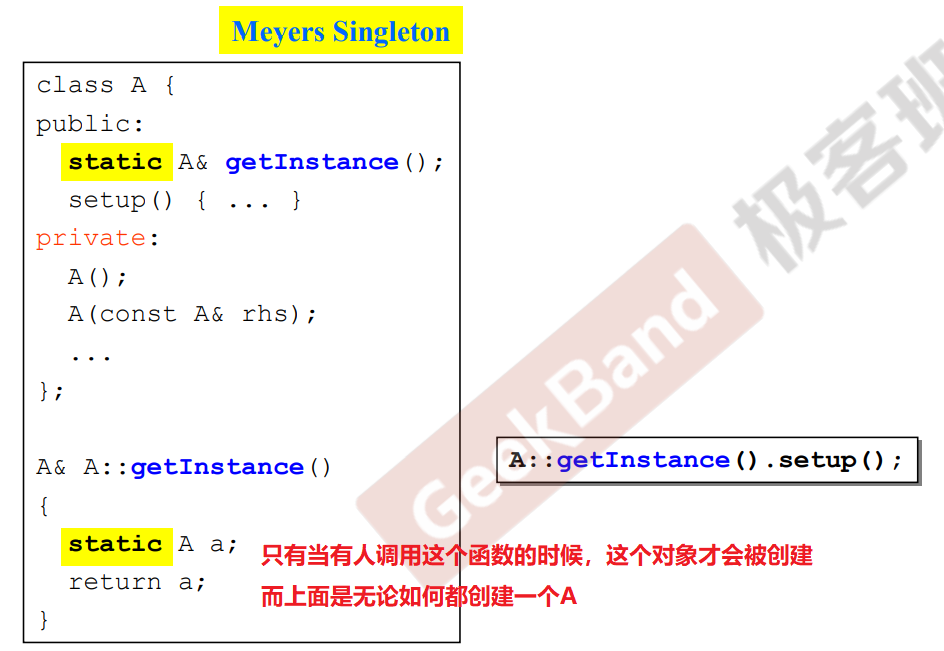 Meyers Singleton
class A {
public:
static A& getInstance();
setup() { ... }
private:
A();
A(const A& rhs);
...
};
A& A::getInstance()
{
static A a;
return a;
}
只有当有人调用这个函数的时候，这个对象才会被创建
而上面是无论如何都创建一个A
A::getInstance().setup();
GeekBand
极客班